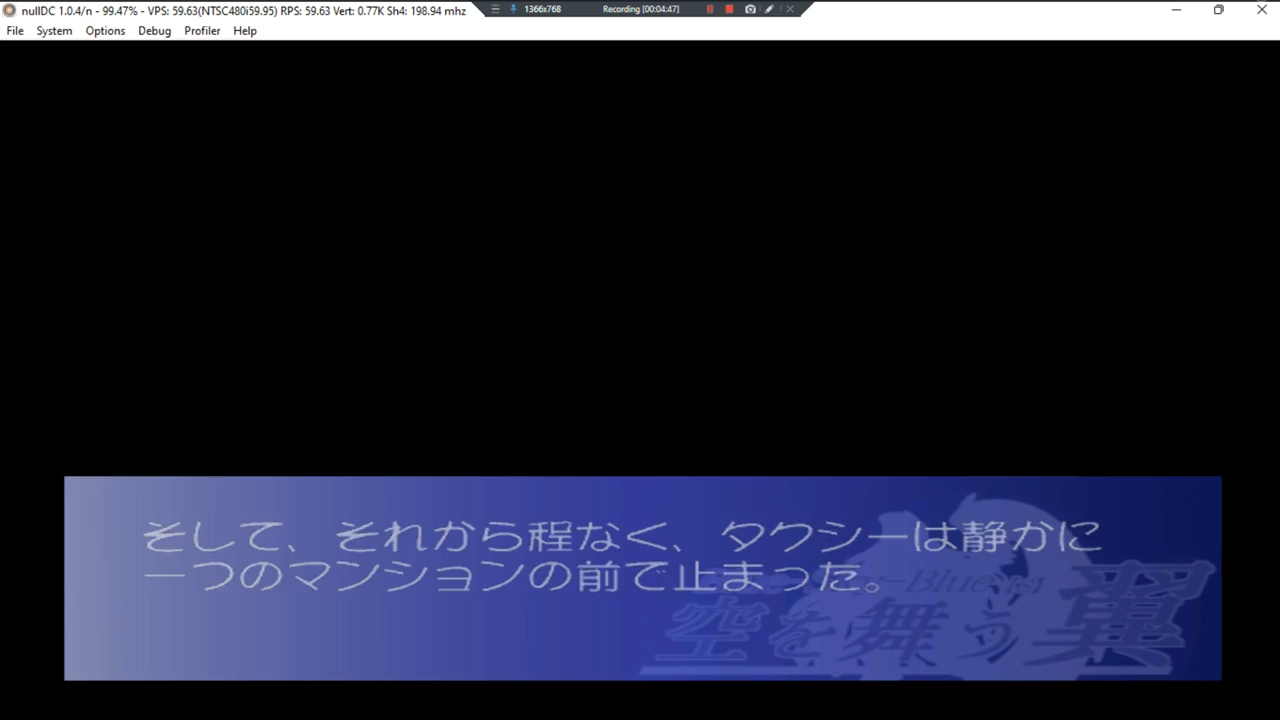 nullDC 1.0.4/n - 99.47% - VPS: 59.63(NTSC480i59.95) RPS: 59.63 Vert: 0.77K Sh4: 198.94 mhz
1366x768
Recording [00:04:47]
File System Options Debug Profiler Help
そして、それから程なく、タクシーは静かに
一つのマンションの前で止まった。
空を舞う翼